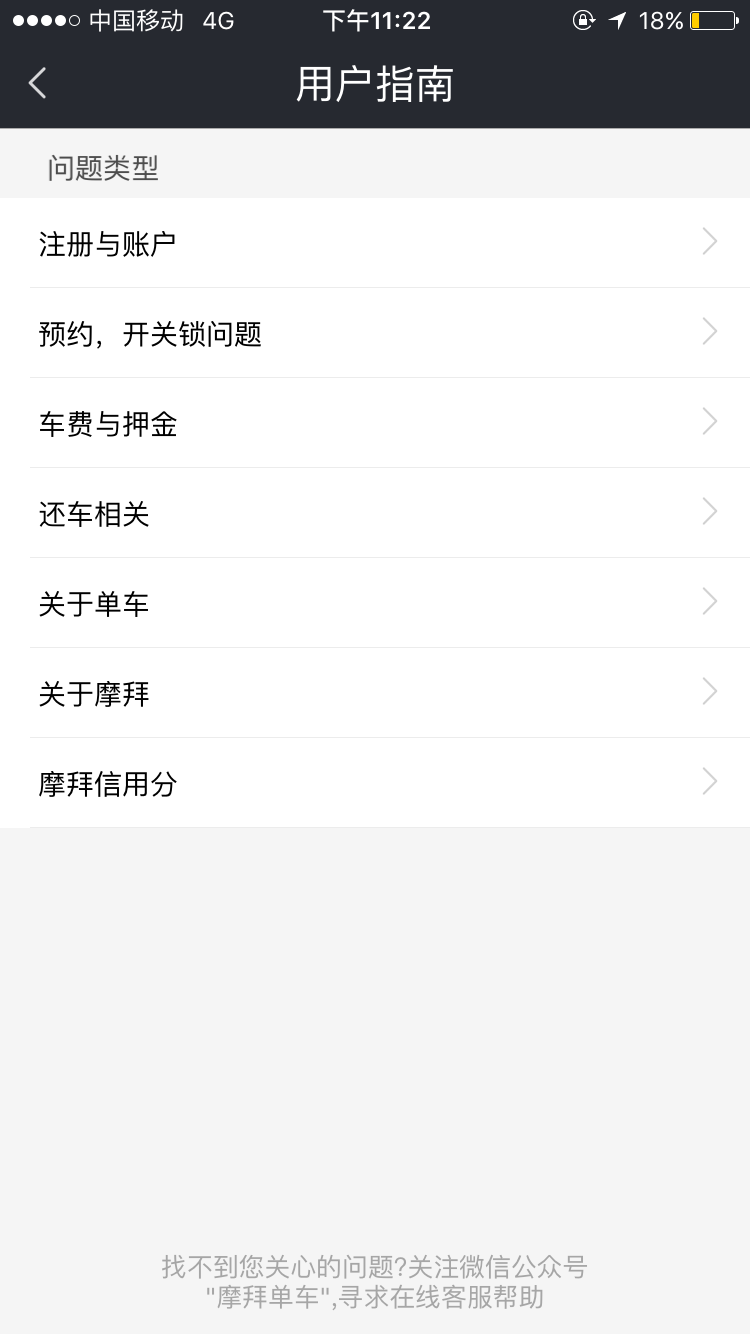 中国移动 4G 下午11:22 18%
用户指南
问题类型
注册与账户
预约，开关锁问题
车费与押金
还车相关
关于单车
关于摩拜
摩拜信用分
找不到您关心的问题?关注微信公众号
"摩拜单车",寻求在线客服帮助